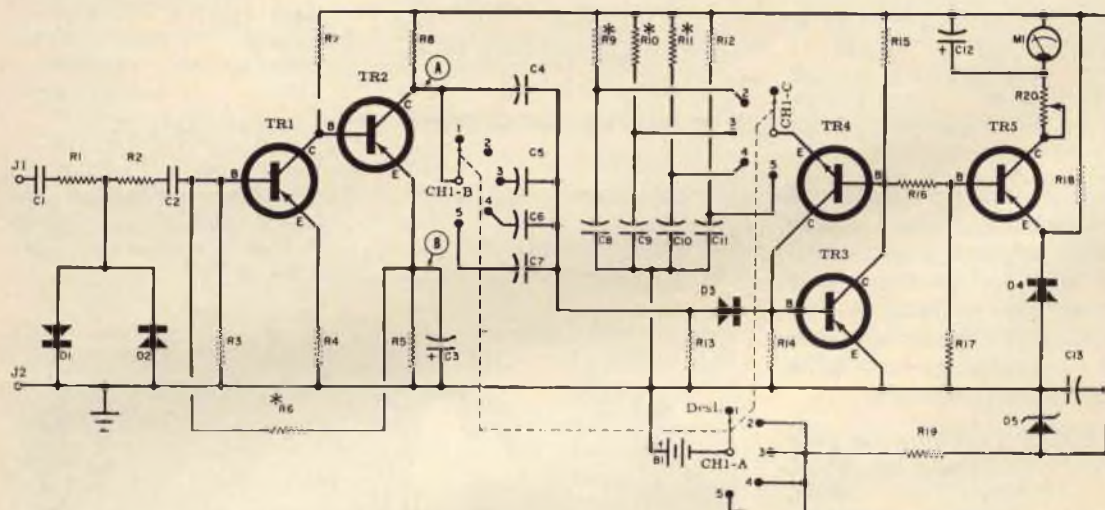 R7
R8
A
C4
* R9
* R10
* R11
R12
R15
C12
+
M1
R20
TR2
B
C
E
TR1
B
C
E
1
2
3
4
5
CH1-B
C5
C6
C7
2
3
4
5
CH1-C
TR4
E
C
B
R16
TR5
B
C
E
R18
J1
C1
R1
R2
C2
B
C8
C9
C10
C11
TR3
B
C
E
D3
D4
D1
D2
R3
R4
R5
+
C3
R13
R14
R17
C13
J2
* R6
Desl.
1
2
3
4
5
+
B1
CH1-A
R19
D5